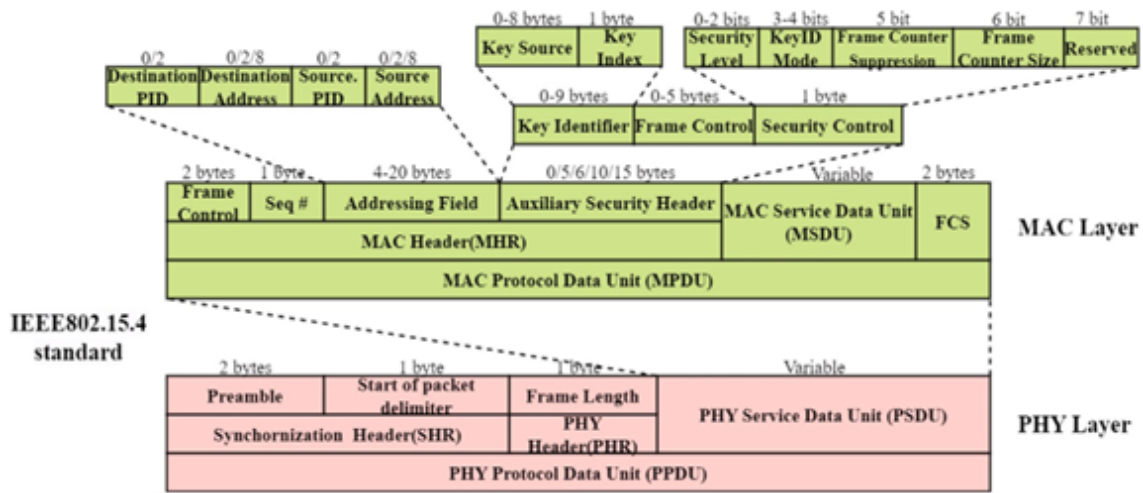 0-8 bytes 1 byte
Key Source Key Index
0-2 bits 3-4 bits 5 bit 6 bit 7 bit
Security Level KeyID Mode Frame Counter Suppression Frame Counter Size Reserved
0/2 0/2/8 0/2 0/2/8
Destination PID Destination Address Source. PID Source Address
0-9 bytes 0-5 bytes 1 byte
Key Identifier Frame Control Security Control
2 bytes 1 byte 4-20 bytes 0/5/6/10/15 bytes Variable 2 bytes
Frame Control Seq # Addressing Field Auxiliary Security Header MAC Service Data Unit (MSDU) FCS
MAC Header(MHR)
MAC Layer
MAC Protocol Data Unit (MPDU)
IEEE802.15.4
standard
2 bytes 1 byte 1 byte Variable
Preamble Start of packet delimiter Frame Length PHY Service Data Unit (PSDU)
Synchornization Header(SHR) PHY Header(PHR)
PHY Layer
PHY Protocol Data Unit (PPDU)